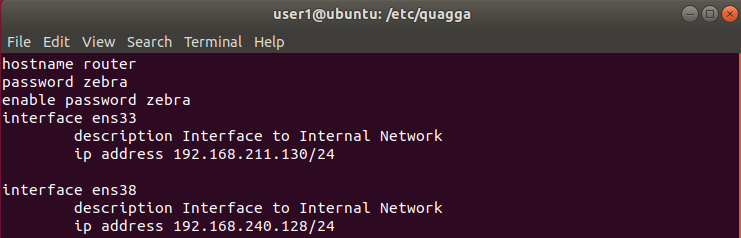 user1@ubuntu: /etc/quagga
File Edit View Search Terminal Help
hostname router
password zebra
enable password zebra
interface ens33
        description Interface to Internal Network
        ip address 192.168.211.130/24

interface ens38
        description Interface to Internal Network
        ip address 192.168.240.128/24